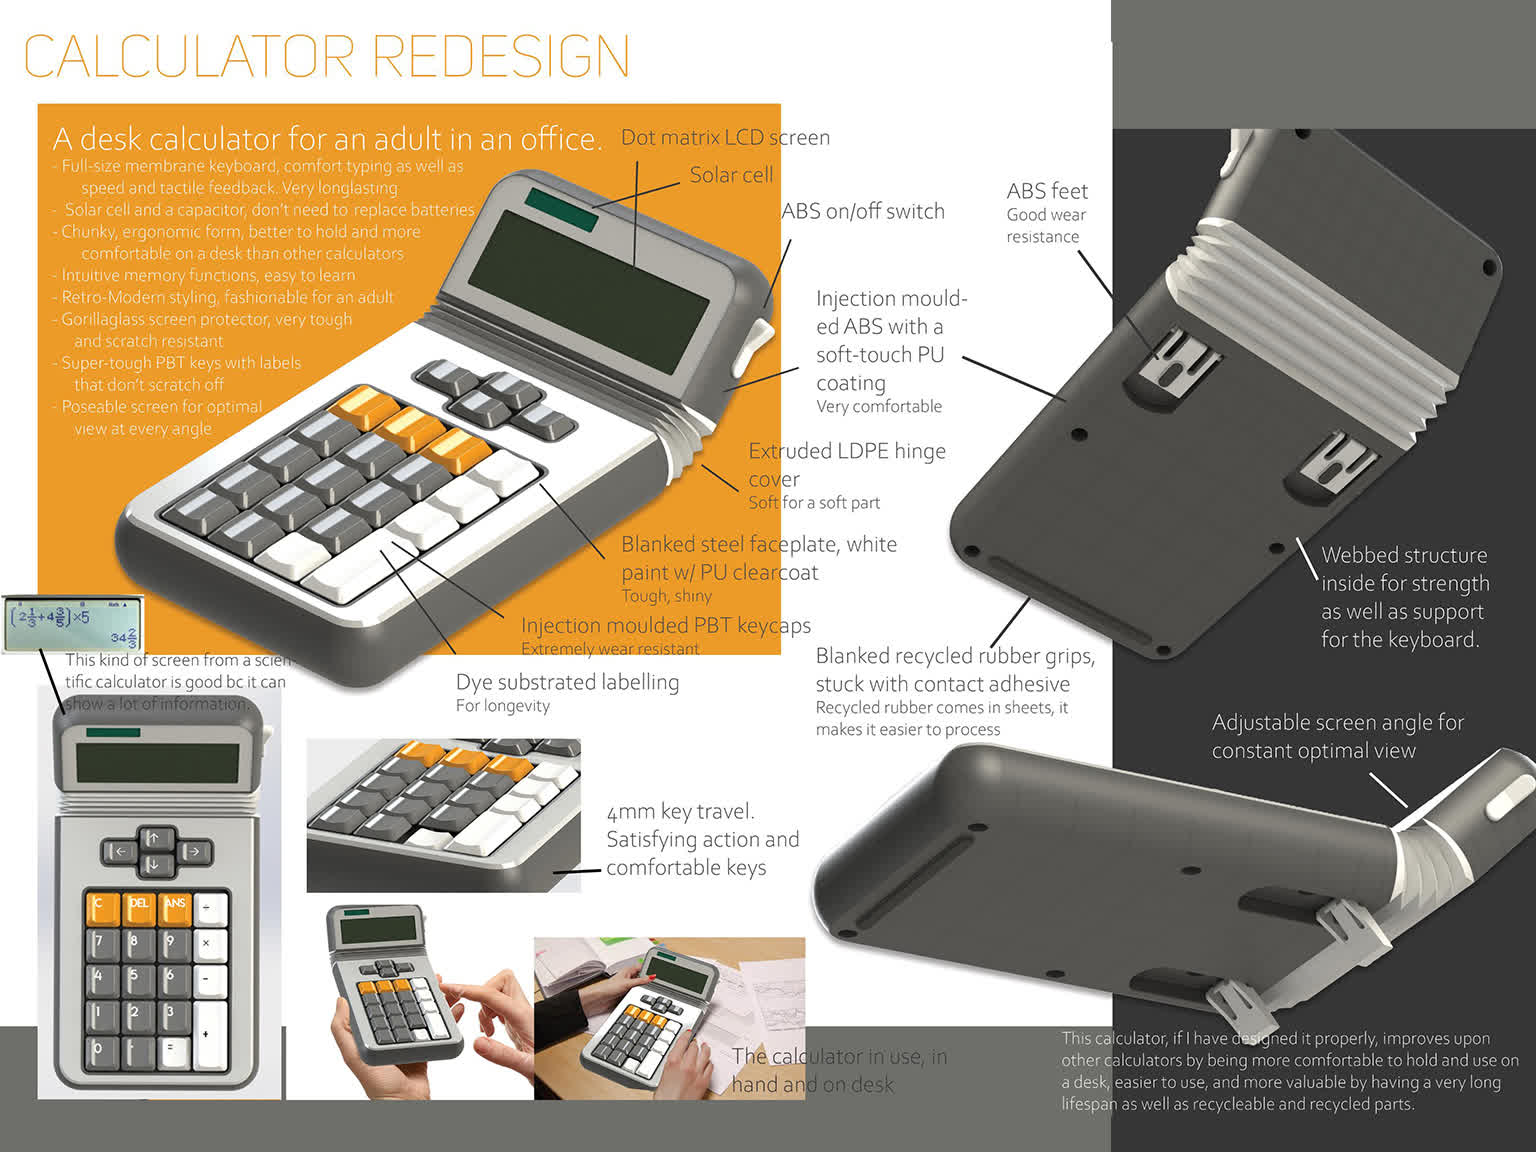 CALCULATOR REDESIGN
A desk calculator for an adult in an office.
- Full-size membrane keyboard, comfort typing as well as
speed and tactile feedback. Very longlasting
- Solar cell and a capacitor, don't need to replace batteries
- Chunky, ergonomic form, better to hold and more
comfortable on a desk than other calculators
- Intuitive memory functions, easy to learn
- Retro-Modern styling, fashionable for an adult
- Gorillaglass screen protector, very tough
and scratch resistant
- Super-tough PBT keys with labels
that don't scratch off
- Poseable screen for optimal
view at every angle
Dot matrix LCD screen
Solar cell
ABS on/off switch
Injection mould-
ed ABS with a
soft-touch PU
coating
Very comfortable
Extruded LDPE hinge
cover
Soft for a soft part
Blanked steel faceplate, white
paint w/ PU clearcoat
Tough, shiny
Injection moulded PBT keycaps
Extremely wear resistant
Dye substrated labelling
For longevity
ABS feet
Good wear
resistance
Webbed structure
inside for strength
as well as support
for the keyboard.
Blanked recycled rubber grips,
stuck with contact adhesive
Recycled rubber comes in sheets, it
makes it easier to process
Adjustable screen angle for
constant optimal view
Math ▲
(2 1/3 + 4 3/5) ×5
34 2/3
This kind of screen from a scien-
tific calculator is good bc it can
show a lot of information.
↑
← →
↓
C DEL ANS ÷
7 8 9 ×
4 5 6 -
1 2 3
+
0 . =
4mm key travel.
Satisfying action and
comfortable keys
The calculator in use, in
hand and on desk
This calculator, if I have designed it properly, improves upon
other calculators by being more comfortable to hold and use on
a desk, easier to use, and more valuable by having a very long
lifespan as well as recycleable and recycled parts.